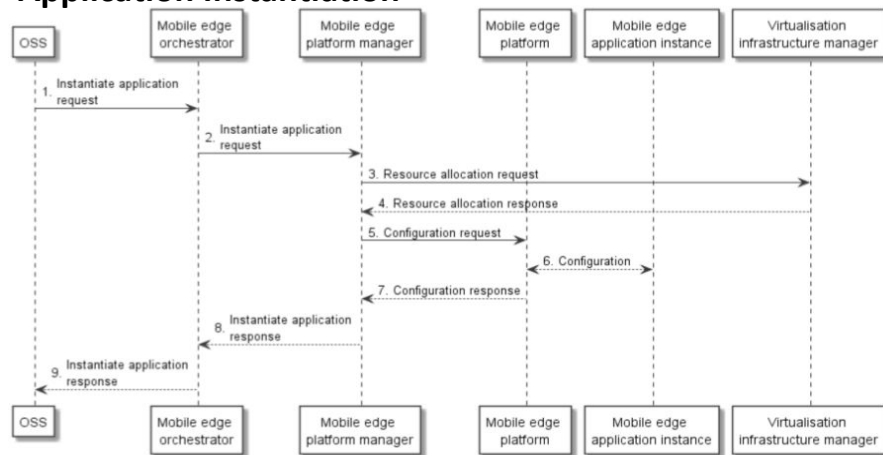 Application Instantiation
OSS
Mobile edge
orchestrator
Mobile edge
platform manager
Mobile edge
platform
Mobile edge
application instance
Virtualisation
infrastructure manager
1. Instantiate application
request
2. Instantiate application
request
3. Resource allocation request
4. Resource allocation response
5. Configuration request
6. Configuration
7. Configuration response
8. Instantiate application
response
9. Instantiate application
response
OSS
Mobile edge
orchestrator
Mobile edge
platform manager
Mobile edge
platform
Mobile edge
application instance
Virtualisation
infrastructure manager